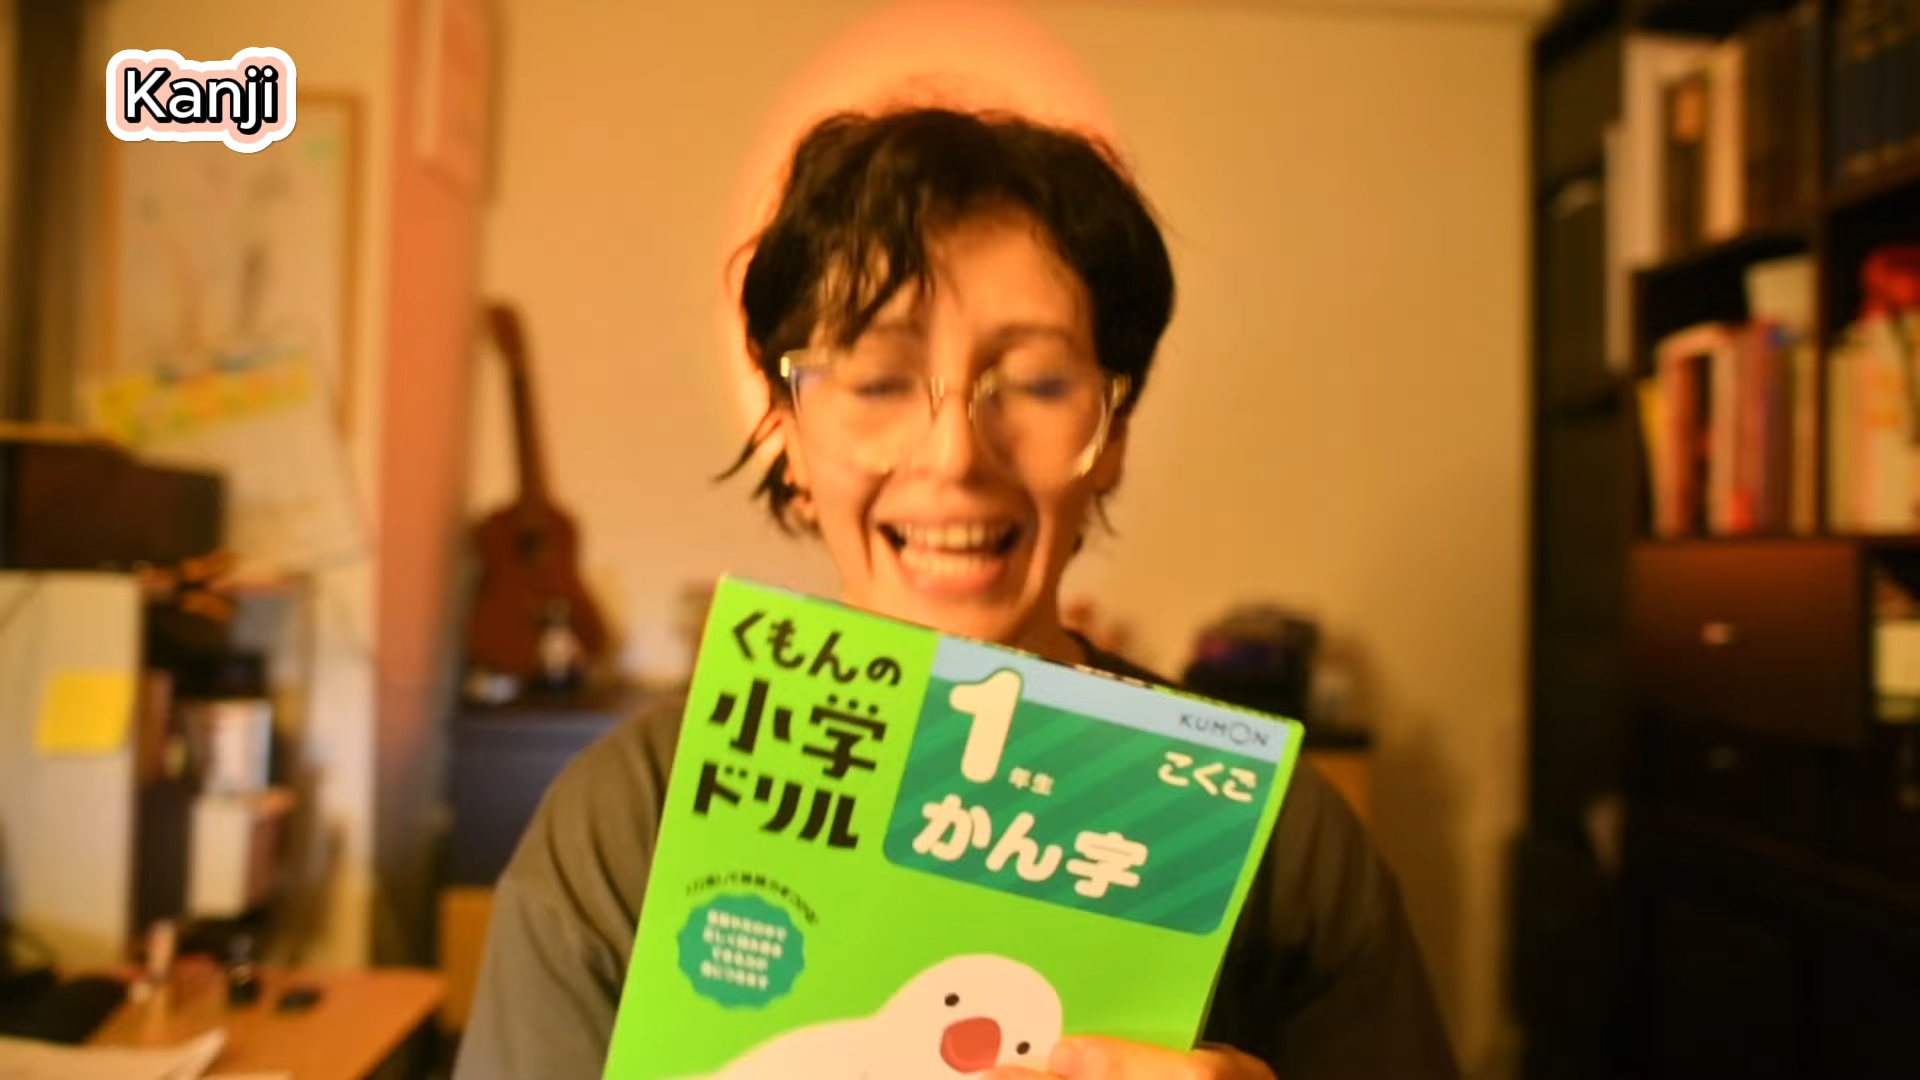 Kanji
くもんの
小学
ドリル
KUMON
1年生
こくご
かん字